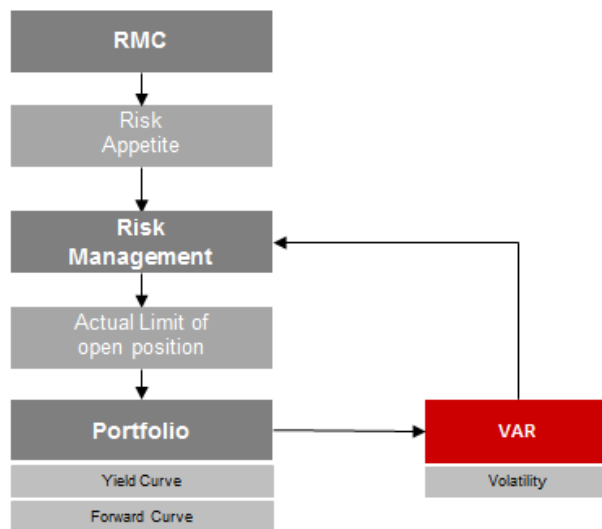 RMC
Risk
Appetite
Risk
Management
Actual Limit of
open position
Portfolio
VAR
Yield Curve
Volatility
Forward Curve